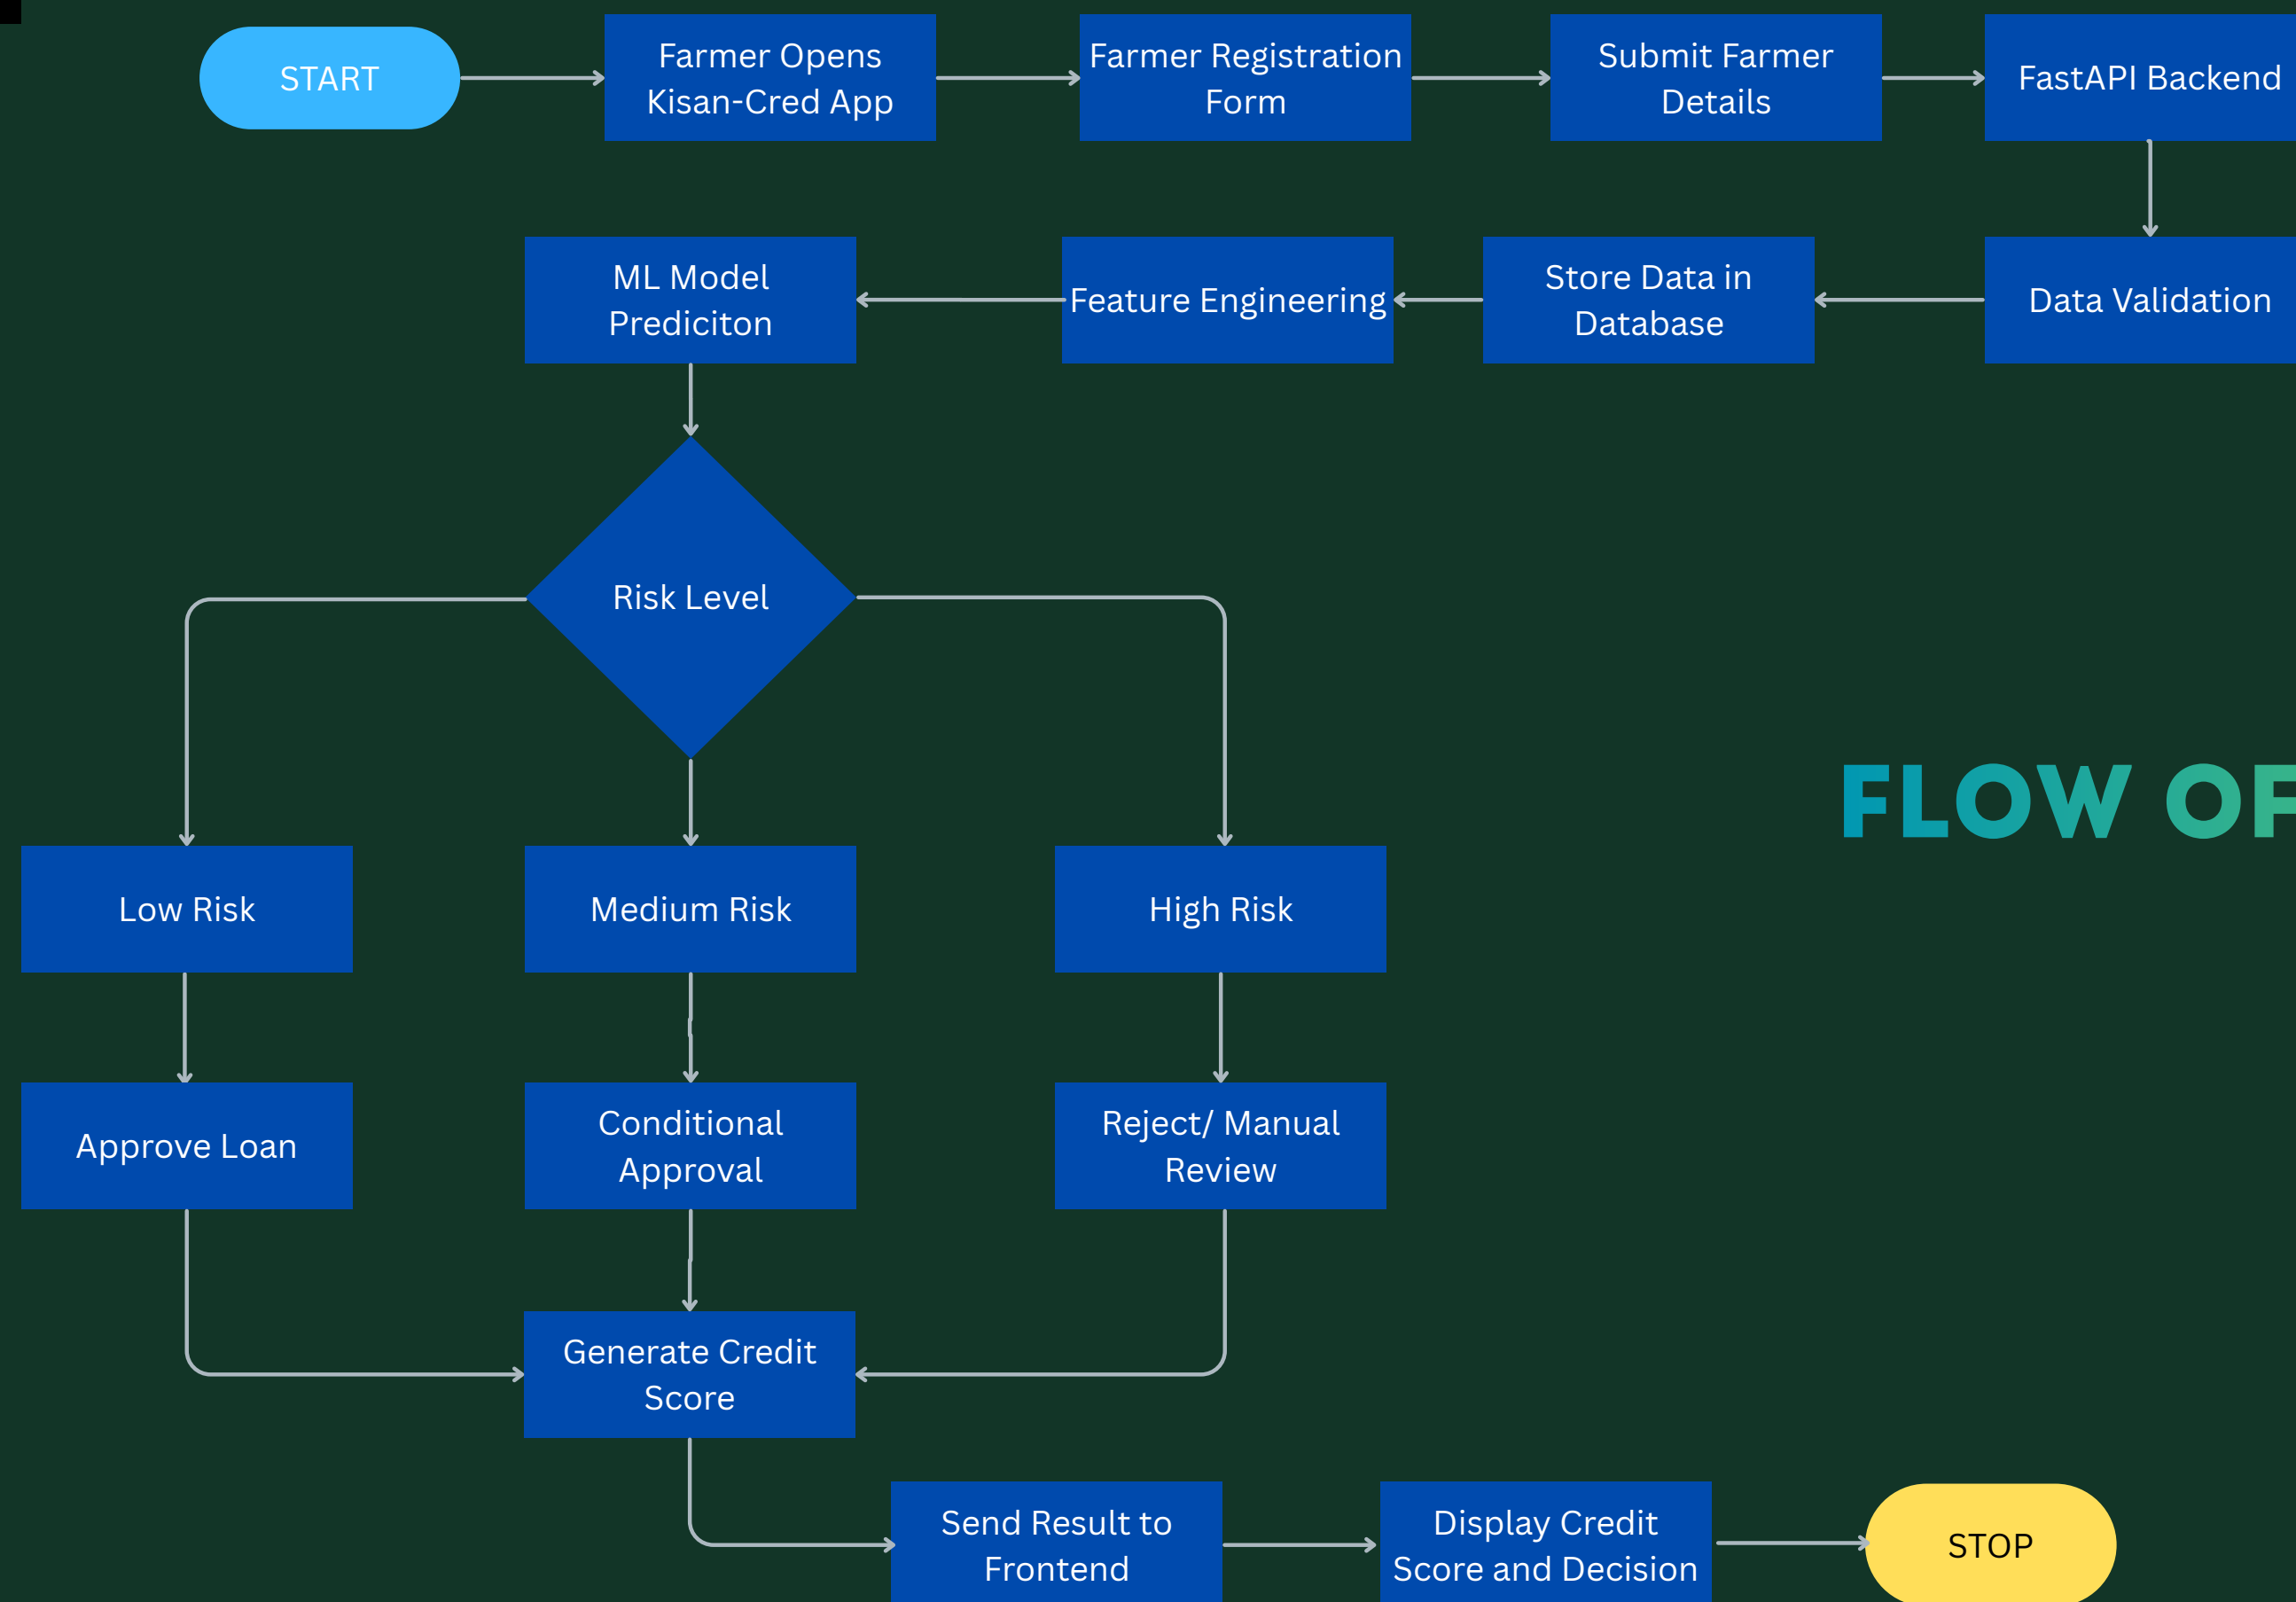 START
Farmer Opens
Kisan-Cred App
Farmer Registration
Form
Submit Farmer
Details
FastAPI Backend
Data Validation
Store Data in
Database
Feature Engineering
ML Model
Prediciton
Risk Level
FLOW OF
Low Risk
Medium Risk
High Risk
Approve Loan
Conditional
Approval
Reject/ Manual
Review
Generate Credit
Score
Send Result to
Frontend
Display Credit
Score and Decision
STOP